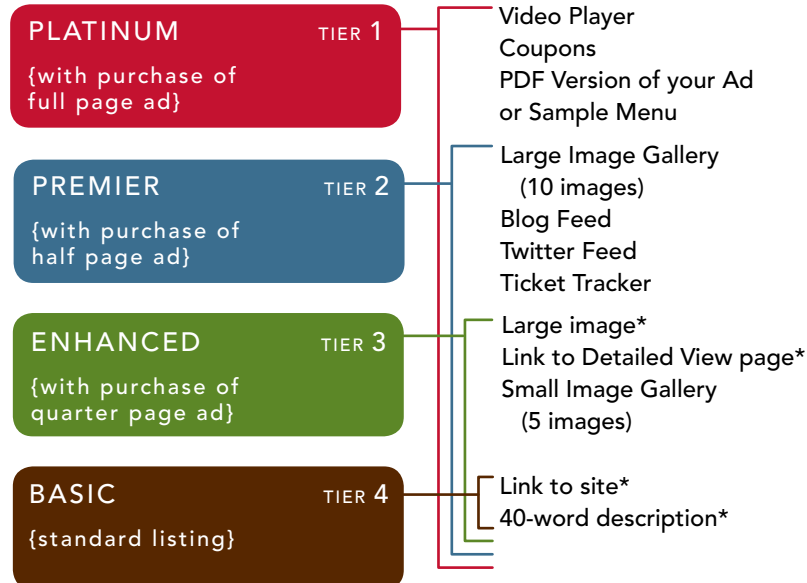 PLATINUM TIER 1
{with purchase of
full page ad}
Video Player
Coupons
PDF Version of your Ad
or Sample Menu
PREMIER TIER 2
{with purchase of
half page ad}
Large Image Gallery
(10 images)
Blog Feed
Twitter Feed
Ticket Tracker
ENHANCED TIER 3
{with purchase of
quarter page ad}
Large image*
Link to Detailed View page*
Small Image Gallery
(5 images)
BASIC TIER 4
{standard listing}
Link to site*
40-word description*